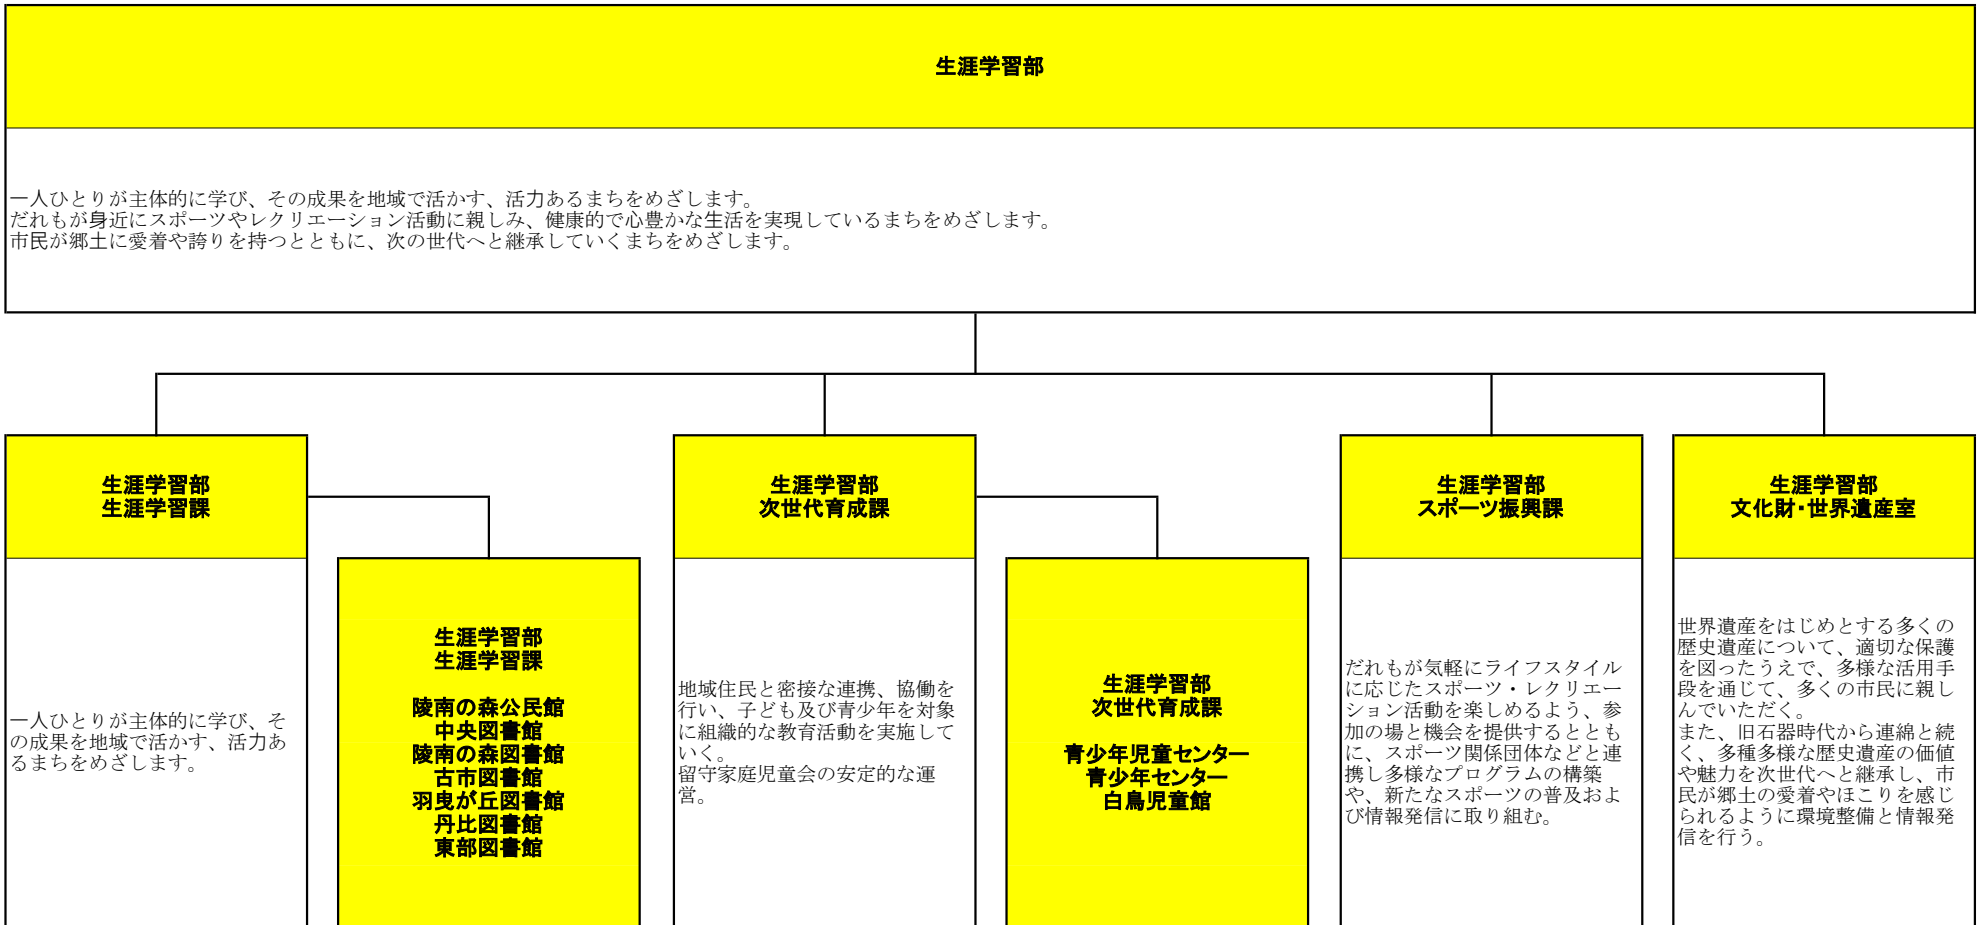 生涯学習部
一人ひとりが主体的に学び、その成果を地域で活かす、活力あるまちをめざします。
だれもが身近にスポーツやレクリエーション活動に親しみ、健康的で心豊かな生活を実現しているまちをめざします。
市民が郷土に愛着や誇りを持つとともに、次の世代へと継承していくまちをめざします。
生涯学習部
生涯学習課
一人ひとりが主体的に学び、そ
の成果を地域で活かす、活力あ
るまちをめざします。
生涯学習部
生涯学習課
陵南の森公民館
中央図書館
陵南の森図書館
古市図書館
羽曳が丘図書館
丹比図書館
東部図書館
生涯学習部
次世代育成課
地域住民と密接な連携、協働を
行い、子ども及び青少年を対象
に組織的な教育活動を実施して
いく。
留守家庭児童会の安定的な運
営。
生涯学習部
次世代育成課
青少年児童センター
青少年センター
白鳥児童館
生涯学習部
スポーツ振興課
だれもが気軽にライフスタイル
に応じたスポーツ・レクリエー
ション活動を楽しめるよう、参
加の場と機会を提供するととも
に、スポーツ関係団体などと連
携し多様なプログラムの構築
や、新たなスポーツの普及およ
び情報発信に取り組む。
生涯学習部
文化財・世界遺産室
世界遺産をはじめとする多くの
歴史遺産について、適切な保護
を図ったうえで、多様な活用手
段を通じて、多くの市民に親し
んでいただく。
また、旧石器時代から連綿と続
く、多種多様な歴史遺産の価値
や魅力を次世代へと継承し、市
民が郷土の愛着やほこりを感じ
られるように環境整備と情報発
信を行う。